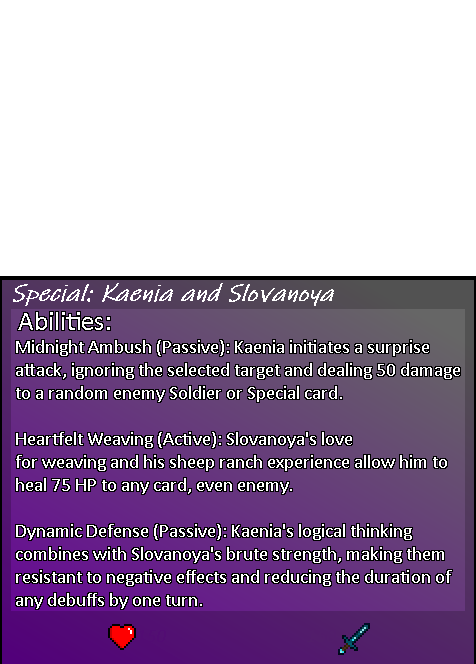 Special: Kaenia and Slovanoya
Abilities:
Midnight Ambush (Passive): Kaenia initiates a surprise
attack, ignoring the selected target and dealing 50 damage
to a random enemy Soldier or Special card.
Heartfelt Weaving (Active): Slovanoya's love
for weaving and his sheep ranch experience allow him to
heal 75 HP to any card, even enemy.
Dynamic Defense (Passive): Kaenia's logical thinking
combines with Slovanoya's brute strength, making them
resistant to negative effects and reducing the duration of
any debuffs by one turn.